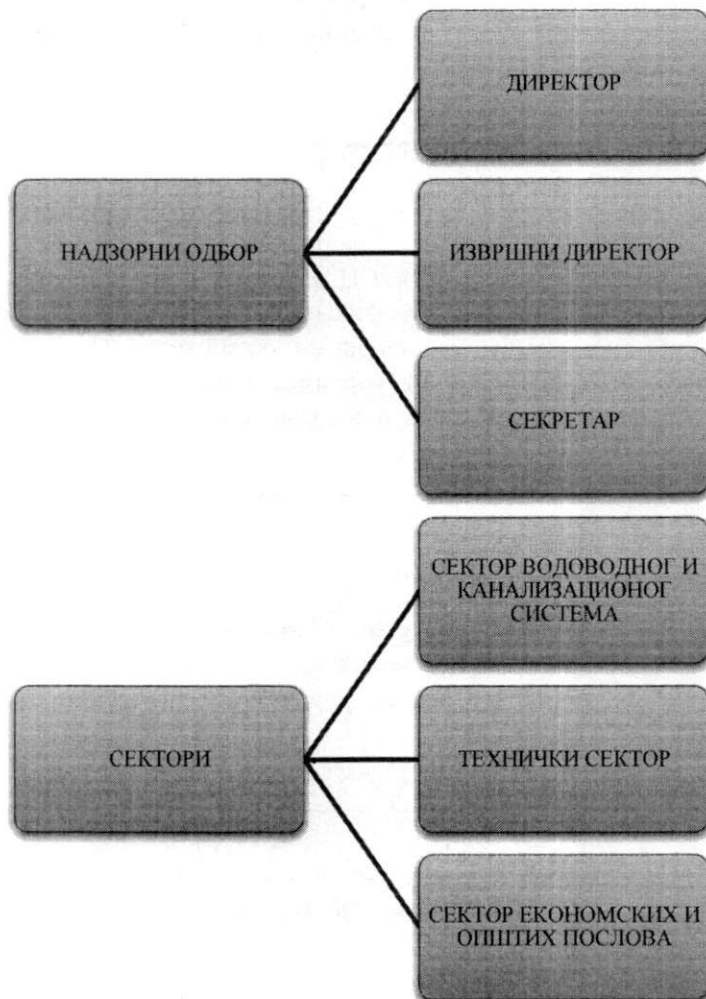 ДИРЕКТОР
НАДЗОРНИ ОДБОР
ИЗВРШНИ ДИРЕКТОР
СЕКРЕТАР
СЕКТОР ВОДОВОДНОГ И
КАНАЛИЗАЦИОНОГ
СИСТЕМА
СЕКТОРИ
ТЕХНИЧКИ СЕКТОР
СЕКТОР ЕКОНОМСКИХ И
ОПШТИХ ПОСЛОВА